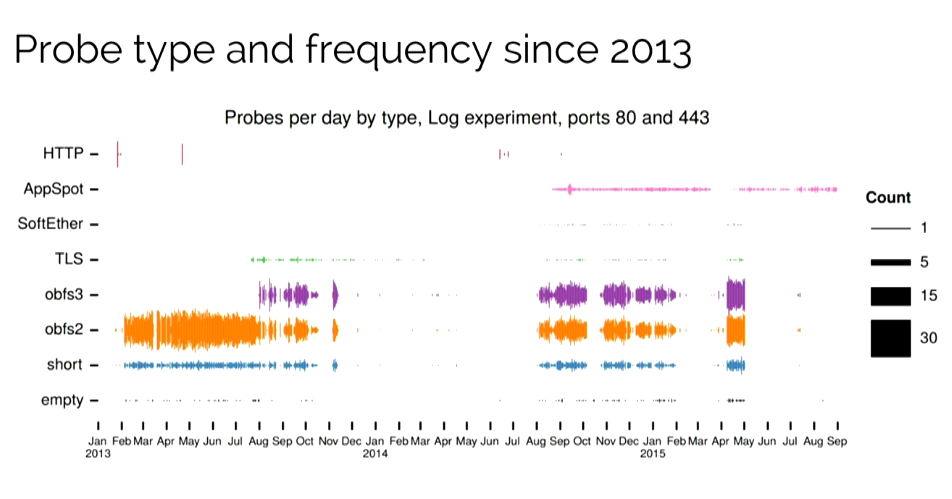 Probe type and frequency since 2013
Probes per day by type, Log experiment, ports 80 and 443
HTTP
AppSpot
SoftEther
TLS
obfs3
obfs2
short
empty
Count
1
5
15
30
Jan Feb Mar Apr May Jun Jul Aug Sep Oct Nov Dec Jan Feb Mar Apr May Jun Jul Aug Sep Oct Nov Dec Jan Feb Mar Apr May Jun Jul Aug Sep
2013 2014 2015